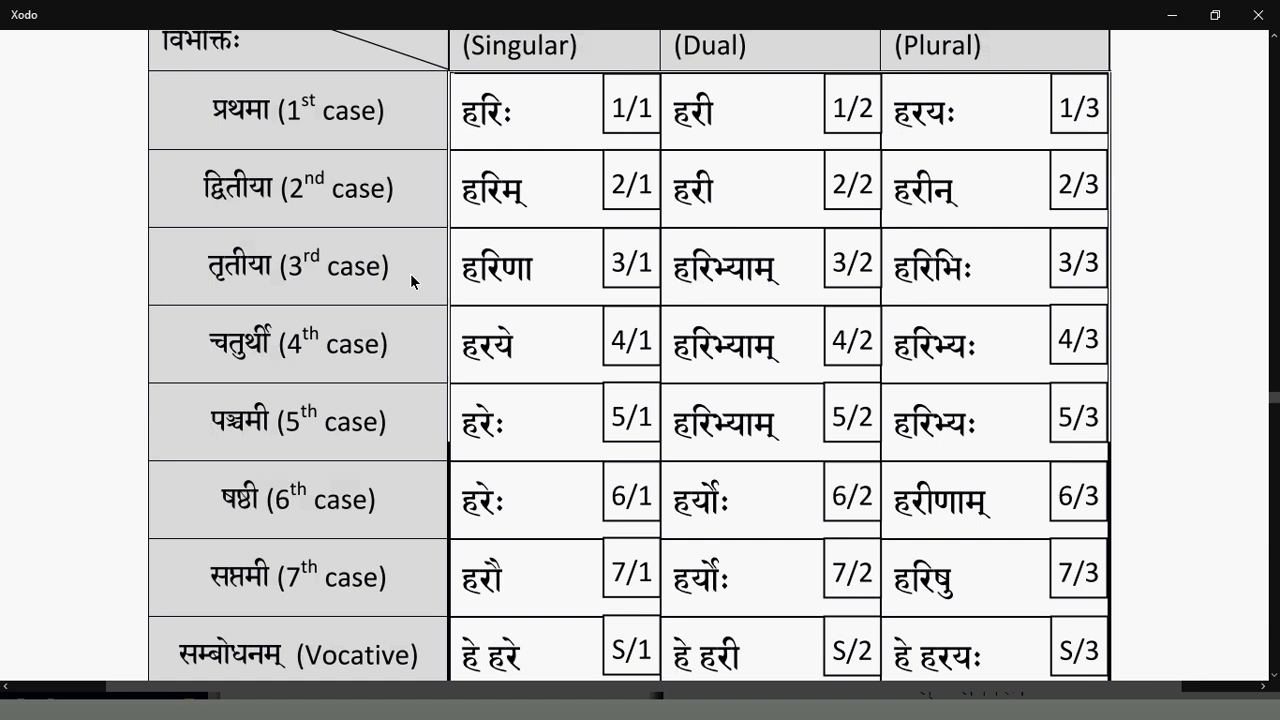 Xodo
विभक्तिः (Singular) (Dual) (Plural)
प्रथमा (1st case) हरिः 1/1 हरी 1/2 हरयः 1/3
द्वितीया (2nd case) हरिम् 2/1 हरी 2/2 हरीन् 2/3
तृतीया (3rd case) हरिणा 3/1 हरिभ्याम् 3/2 हरिभिः 3/3
चतुर्थी (4th case) हरये 4/1 हरिभ्याम् 4/2 हरिभ्यः 4/3
पञ्चमी (5th case) हरेः 5/1 हरिभ्याम् 5/2 हरिभ्यः 5/3
षष्ठी (6th case) हरेः 6/1 हर्योः 6/2 हरीणाम् 6/3
सप्तमी (7th case) हरौ 7/1 हर्योः 7/2 हरिषु 7/3
सम्बोधनम् (Vocative) हे हरे S/1 हे हरी S/2 हे हरयः S/3